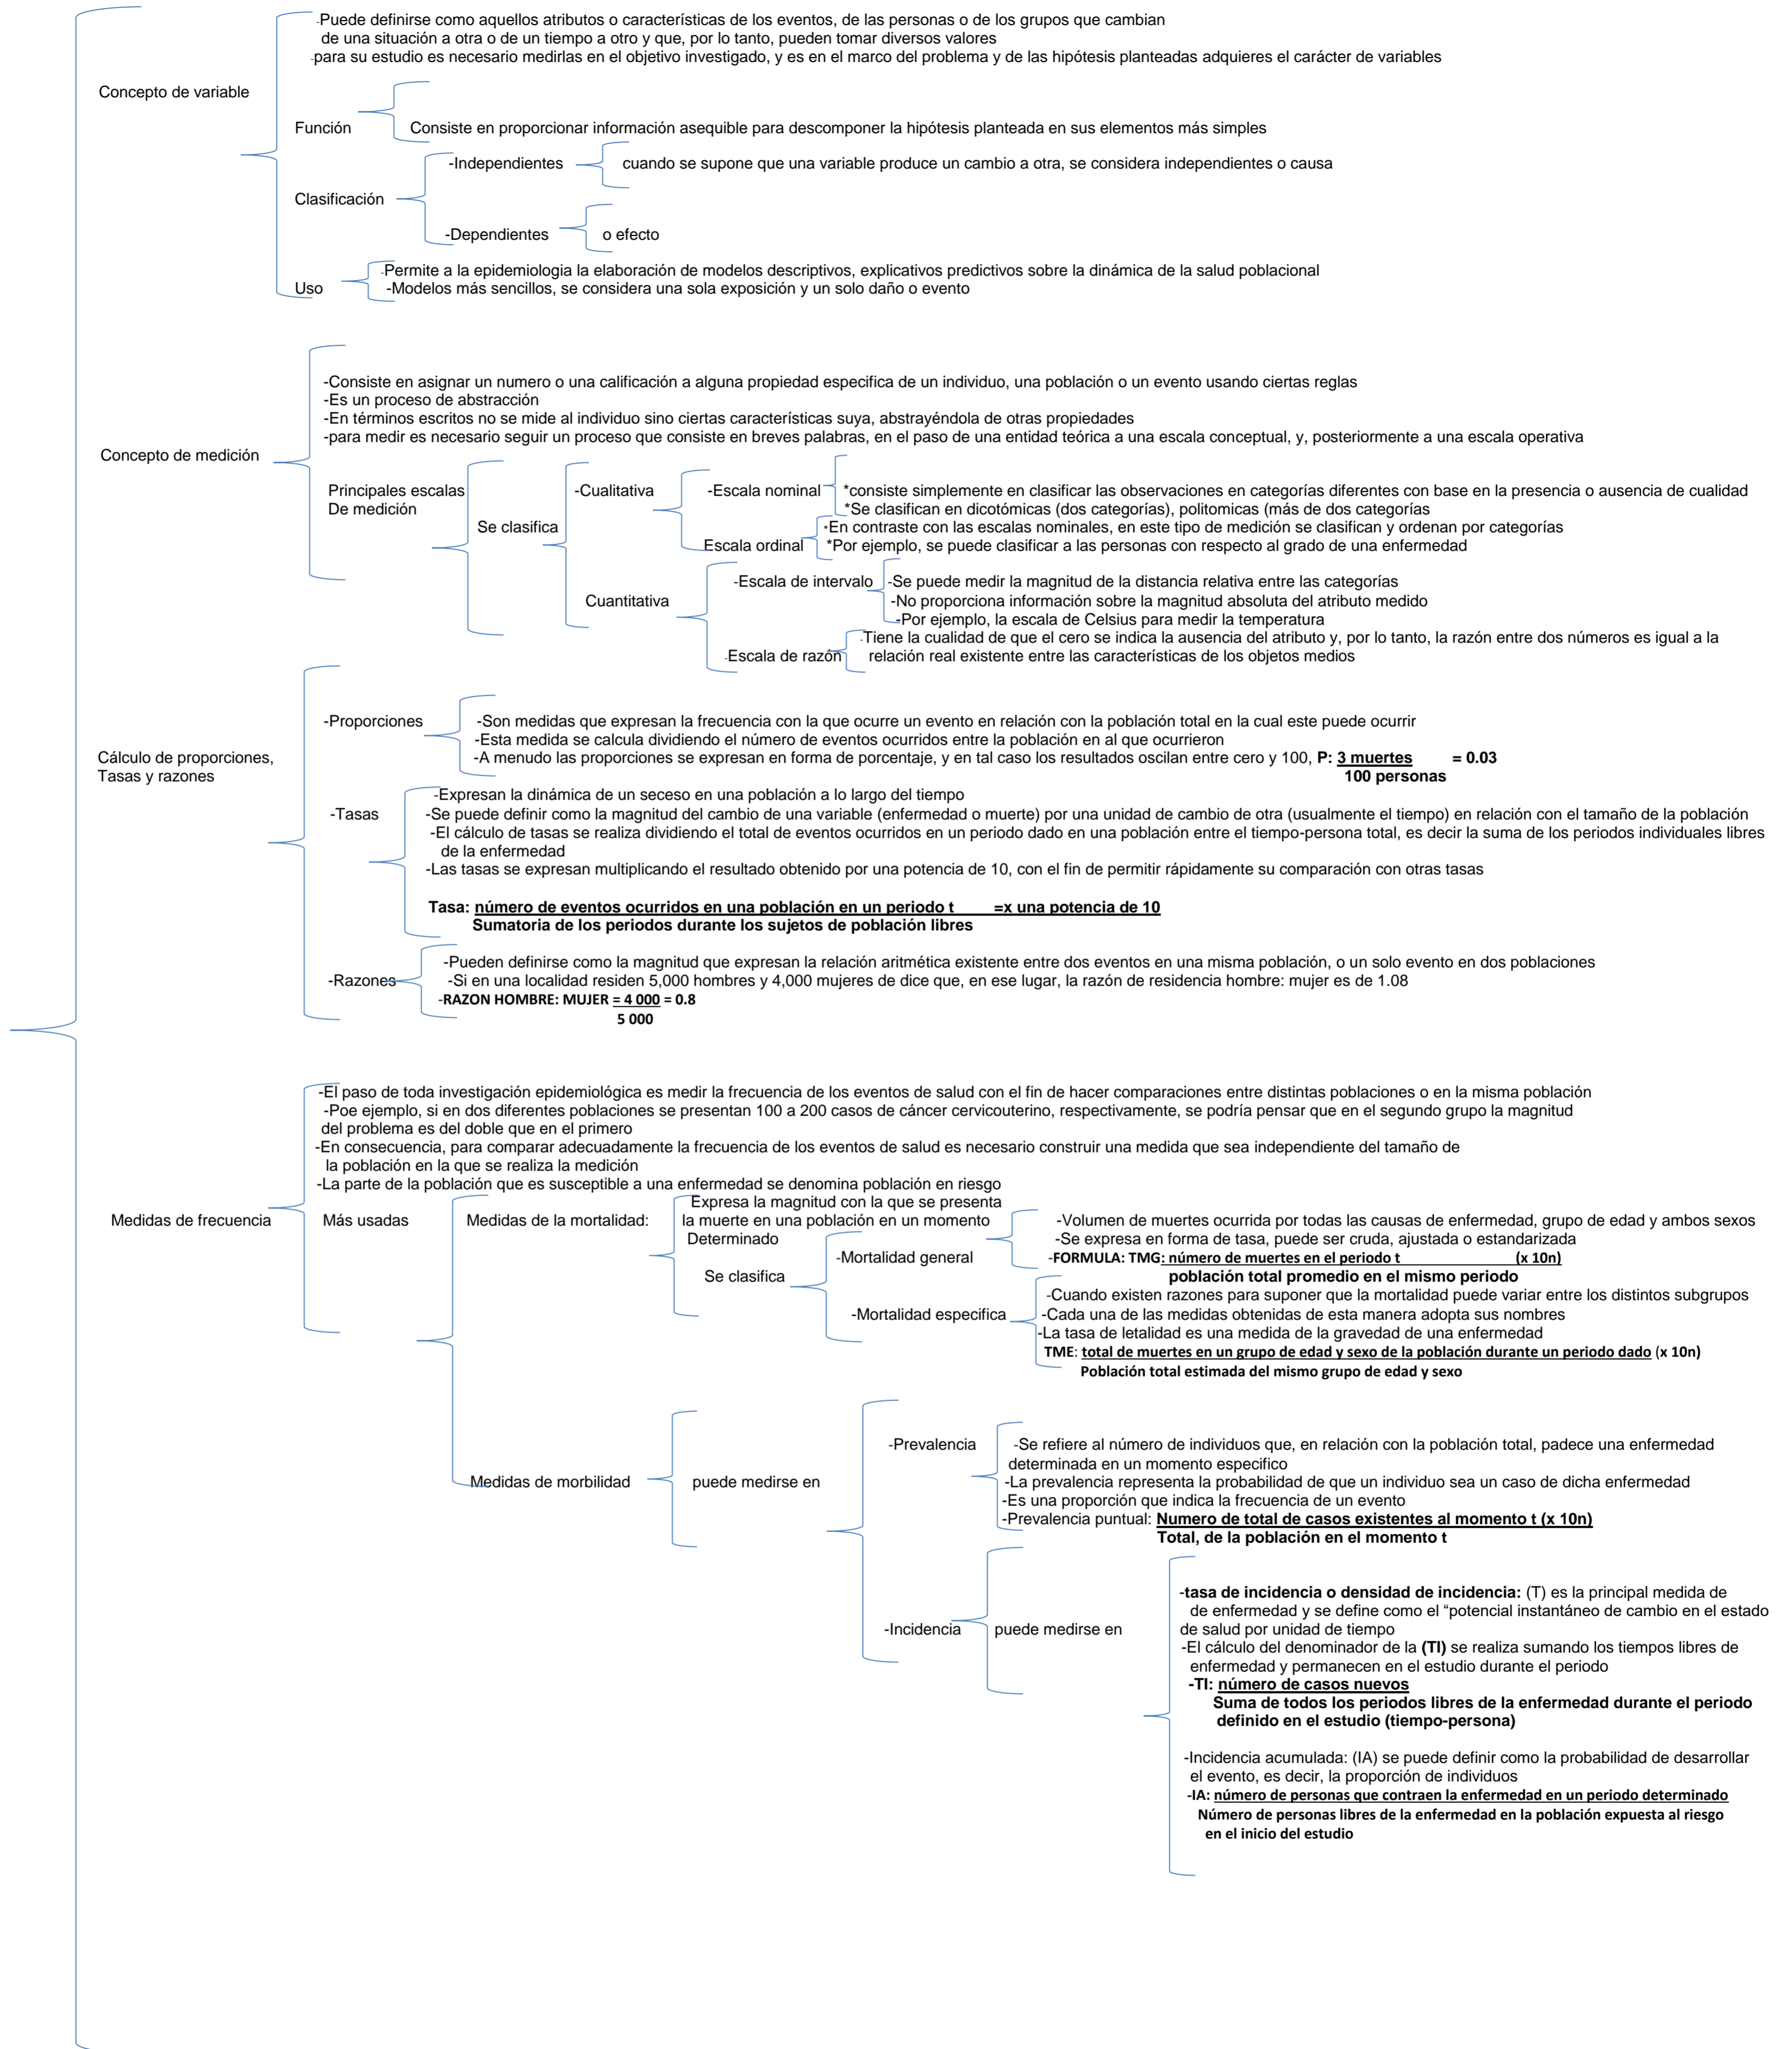 -Puede definirse como aquellos atributos o características de los eventos, de las personas o de los grupos que cambian
de una situación a otra o de un tiempo a otro y que, por lo tanto, pueden tomar diversos valores
-para su estudio es necesario medirlas en el objetivo investigado, y es en el marco del problema y de las hipótesis planteadas adquieres el carácter de variables
Concepto de variable
Función
Consiste en proporcionar información asequible para descomponer la hipótesis planteada en sus elementos más simples
-Independientes
cuando se supone que una variable produce un cambio a otra, se considera independientes o causa
Clasificación
-Dependientes
o efecto
-Permite a la epidemiologia la elaboración de modelos descriptivos, explicativos predictivos sobre la dinámica de la salud poblacional
Uso
-Modelos más sencillos, se considera una sola exposición y un solo daño o evento
-Consiste en asignar un numero o una calificación a alguna propiedad especifica de un individuo, una población o un evento usando ciertas reglas
-Es un proceso de abstracción
-En términos escritos no se mide al individuo sino ciertas características suya, abstrayéndola de otras propiedades
-para medir es necesario seguir un proceso que consiste en breves palabras, en el paso de una entidad teórica a una escala conceptual, y, posteriormente a una escala operativa
Concepto de medición
Principales escalas
De medición
Se clasifica
-Cualitativa
-Escala nominal
*consiste simplemente en clasificar las observaciones en categorías diferentes con base en la presencia o ausencia de cualidad
*Se clasifican en dicotómicas (dos categorías), politomicas (más de dos categorías
*En contraste con las escalas nominales, en este tipo de medición se clasifican y ordenan por categorías
Escala ordinal
*Por ejemplo, se puede clasificar a las personas con respecto al grado de una enfermedad
-Escala de intervalo
-Se puede medir la magnitud de la distancia relativa entre las categorías
Cuantitativa
-No proporciona información sobre la magnitud absoluta del atributo medido
-Por ejemplo, la escala de Celsius para medir la temperatura
-Tiene la cualidad de que el cero se indica la ausencia del atributo y, por lo tanto, la razón entre dos números es igual a la
-Escala de razón
relación real existente entre las características de los objetos medios
-Proporciones
-Son medidas que expresan la frecuencia con la que ocurre un evento en relación con la población total en la cual este puede ocurrir
-Esta medida se calcula dividiendo el número de eventos ocurridos entre la población en al que ocurrieron
Cálculo de proporciones,
Tasas y razones
-A menudo las proporciones se expresan en forma de porcentaje, y en tal caso los resultados oscilan entre cero y 100, P: 3 muertes = 0.03
100 personas
-Expresan la dinámica de un seceso en una población a lo largo del tiempo
-Tasas
-Se puede definir como la magnitud del cambio de una variable (enfermedad o muerte) por una unidad de cambio de otra (usualmente el tiempo) en relación con el tamaño de la población
-El cálculo de tasas se realiza dividiendo el total de eventos ocurridos en un periodo dado en una población entre el tiempo-persona total, es decir la suma de los periodos individuales libres
de la enfermedad
-Las tasas se expresan multiplicando el resultado obtenido por una potencia de 10, con el fin de permitir rápidamente su comparación con otras tasas
Tasa: número de eventos ocurridos en una población en un periodo t =x una potencia de 10
Sumatoria de los periodos durante los sujetos de población libres
-Pueden definirse como la magnitud que expresan la relación aritmética existente entre dos eventos en una misma población, o un solo evento en dos poblaciones
-Razones
-Si en una localidad residen 5,000 hombres y 4,000 mujeres de dice que, en ese lugar, la razón de residencia hombre: mujer es de 1.08
-RAZON HOMBRE: MUJER = 4 000 = 0.8
5 000
-El paso de toda investigación epidemiológica es medir la frecuencia de los eventos de salud con el fin de hacer comparaciones entre distintas poblaciones o en la misma población
-Poe ejemplo, si en dos diferentes poblaciones se presentan 100 a 200 casos de cáncer cervicouterino, respectivamente, se podría pensar que en el segundo grupo la magnitud
del problema es del doble que en el primero
-En consecuencia, para comparar adecuadamente la frecuencia de los eventos de salud es necesario construir una medida que sea independiente del tamaño de
la población en la que se realiza la medición
-La parte de la población que es susceptible a una enfermedad se denomina población en riesgo
Medidas de frecuencia
Más usadas
Medidas de la mortalidad:
Expresa la magnitud con la que se presenta
la muerte en una población en un momento
Determinado
Se clasifica
-Mortalidad general
-Volumen de muertes ocurrida por todas las causas de enfermedad, grupo de edad y ambos sexos
-Se expresa en forma de tasa, puede ser cruda, ajustada o estandarizada
-FORMULA: TMG: número de muertes en el periodo t (x 10n)
población total promedio en el mismo periodo
-Mortalidad especifica
-Cuando existen razones para suponer que la mortalidad puede variar entre los distintos subgrupos
-Cada una de las medidas obtenidas de esta manera adopta sus nombres
-La tasa de letalidad es una medida de la gravedad de una enfermedad
TME: total de muertes en un grupo de edad y sexo de la población durante un periodo dado (x 10n)
Población total estimada del mismo grupo de edad y sexo
Medidas de morbilidad
puede medirse en
-Prevalencia
-Se refiere al número de individuos que, en relación con la población total, padece una enfermedad
determinada en un momento especifico
-La prevalencia representa la probabilidad de que un individuo sea un caso de dicha enfermedad
-Es una proporción que indica la frecuencia de un evento
-Prevalencia puntual: Numero de total de casos existentes al momento t (x 10n)
Total, de la población en el momento t
-Incidencia
puede medirse en
-tasa de incidencia o densidad de incidencia: (T) es la principal medida de
de enfermedad y se define como el “potencial instantáneo de cambio en el estado
de salud por unidad de tiempo
-El cálculo del denominador de la (TI) se realiza sumando los tiempos libres de
enfermedad y permanecen en el estudio durante el periodo
-TI: número de casos nuevos
Suma de todos los periodos libres de la enfermedad durante el periodo
definido en el estudio (tiempo-persona)
-Incidencia acumulada: (IA) se puede definir como la probabilidad de desarrollar
el evento, es decir, la proporción de individuos
-IA: número de personas que contraen la enfermedad en un periodo determinado
Número de personas libres de la enfermedad en la población expuesta al riesgo
en el inicio del estudio